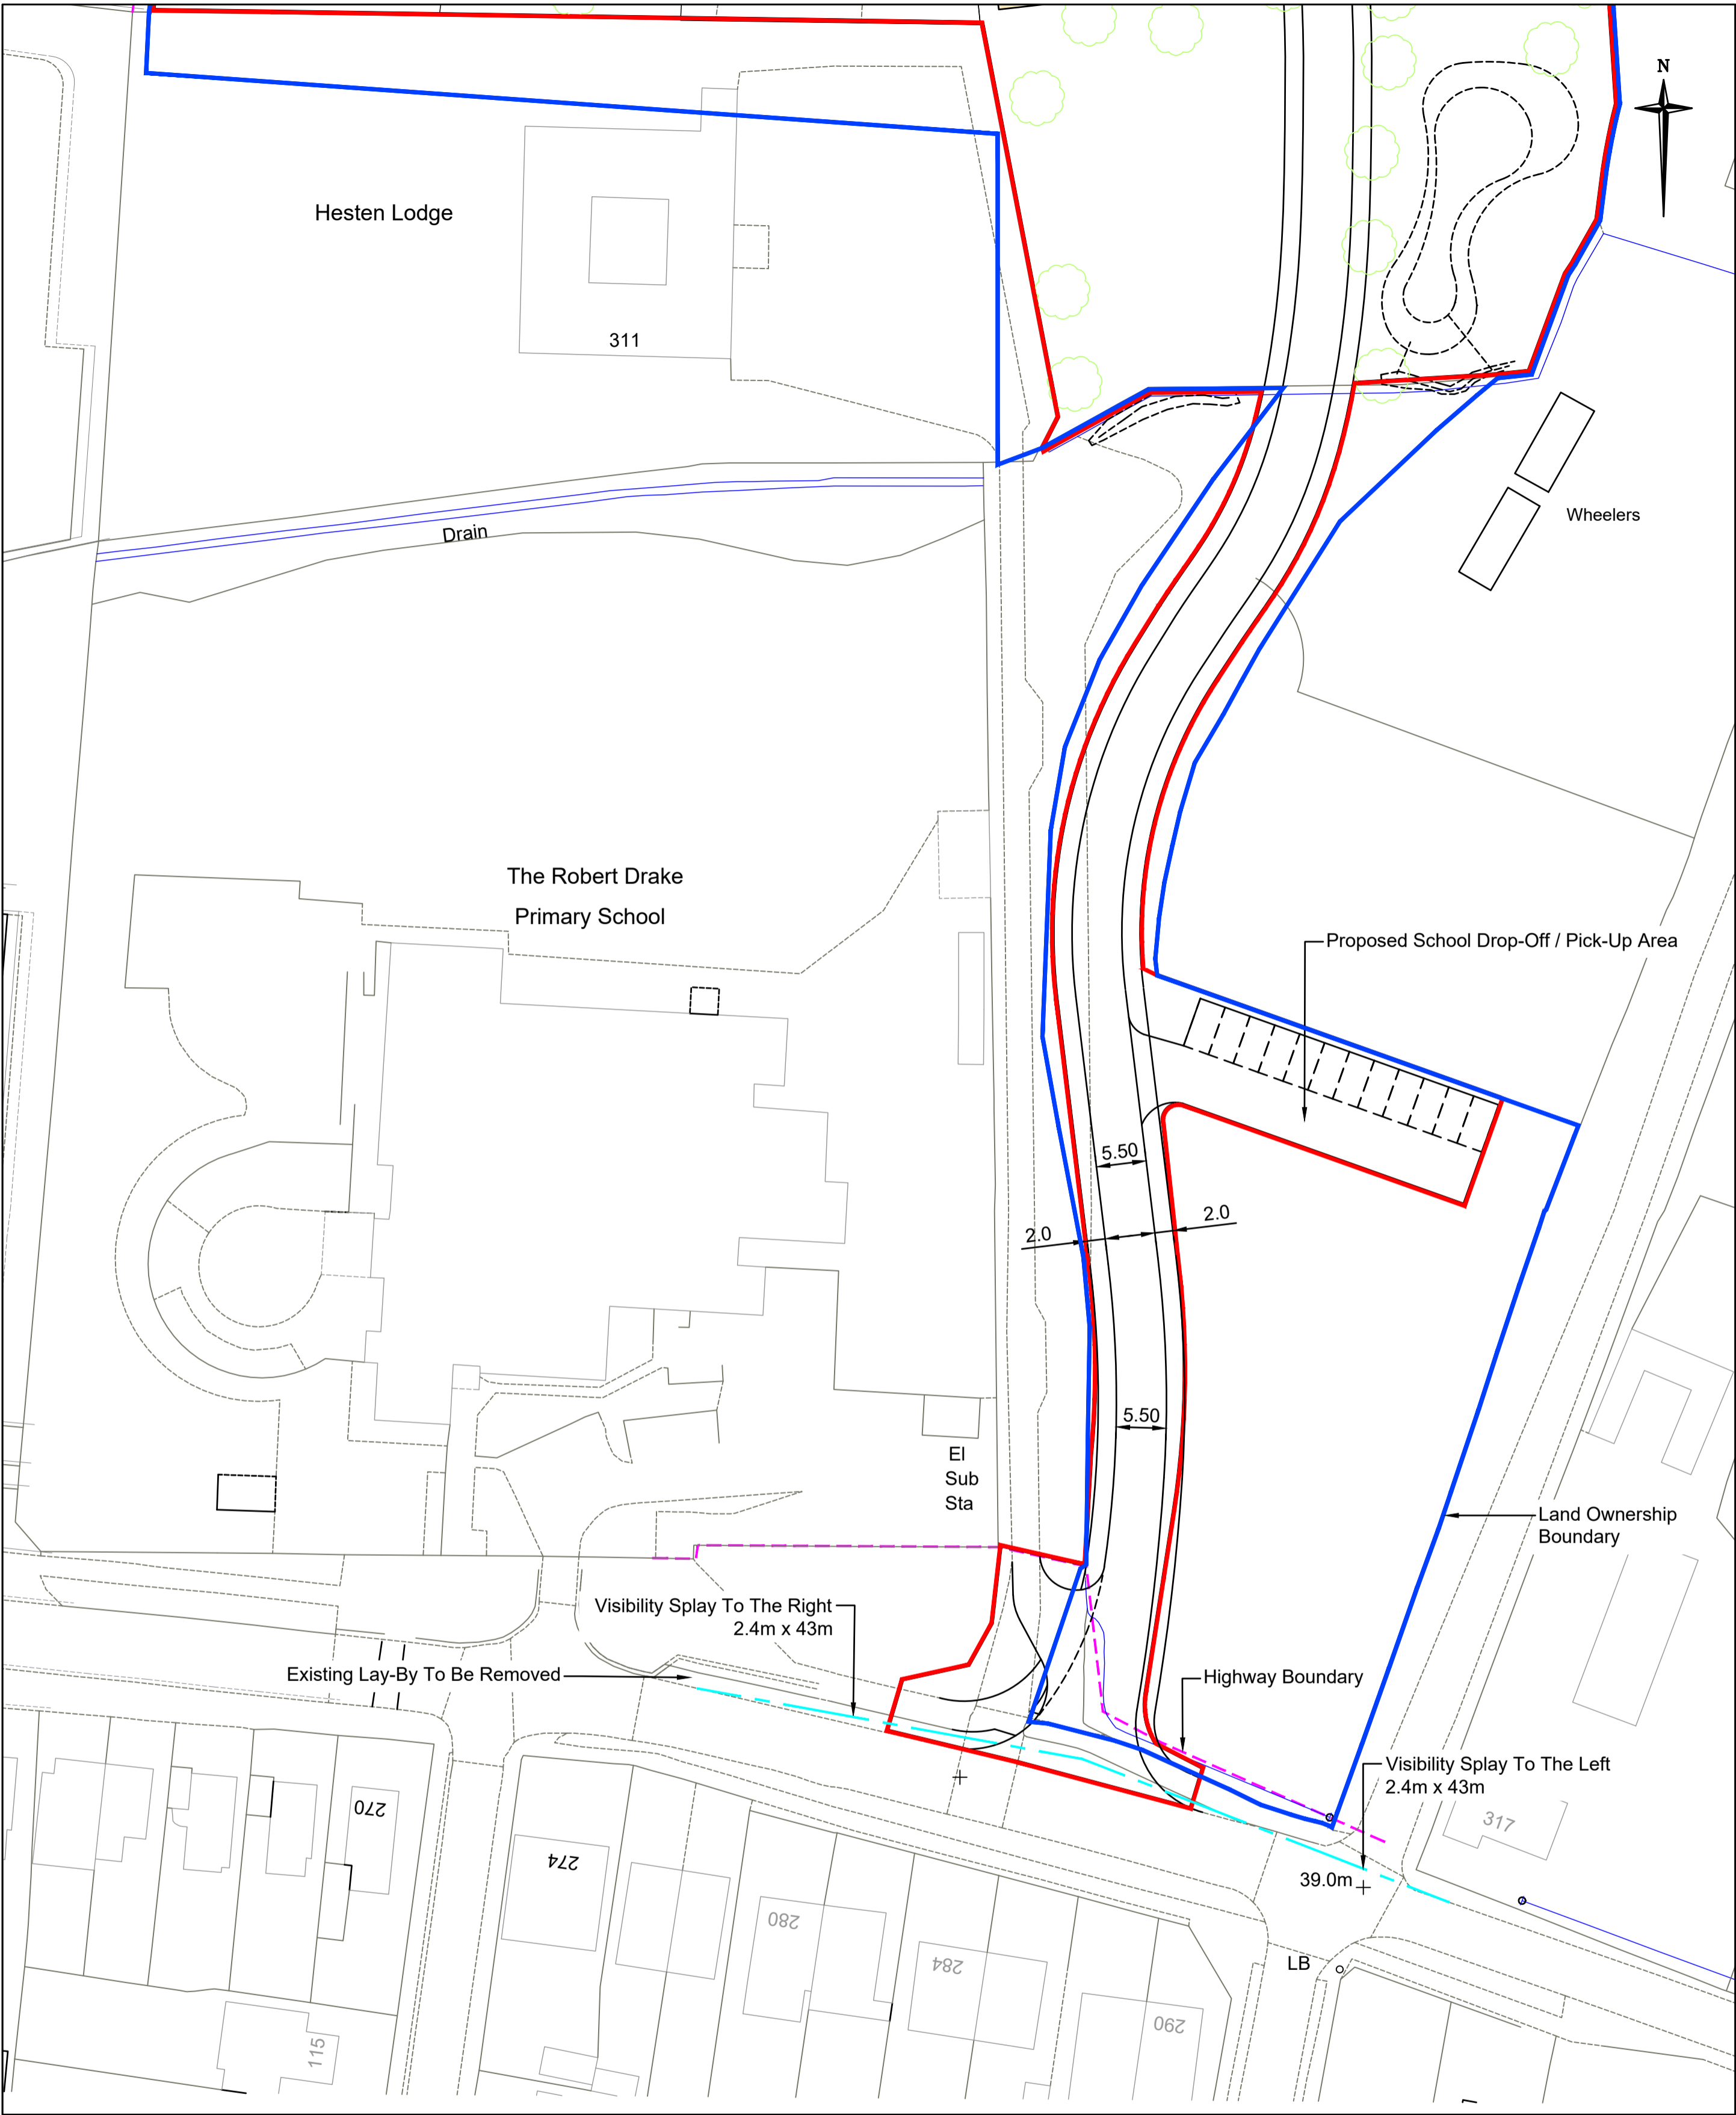 N
Hesten Lodge
311
Drain
Wheelers
The Robert Drake
Primary School
Proposed School Drop-Off / Pick-Up Area
5.50
2.0
2.0
5.50
El
Sub
Sta
Land Ownership
Boundary
Visibility Splay To The Right
2.4m x 43m
Existing Lay-By To Be Removed
Highway Boundary
Visibility Splay To The Left
2.4m x 43m
270
317
274
39.0m
280
284
LB
290
115